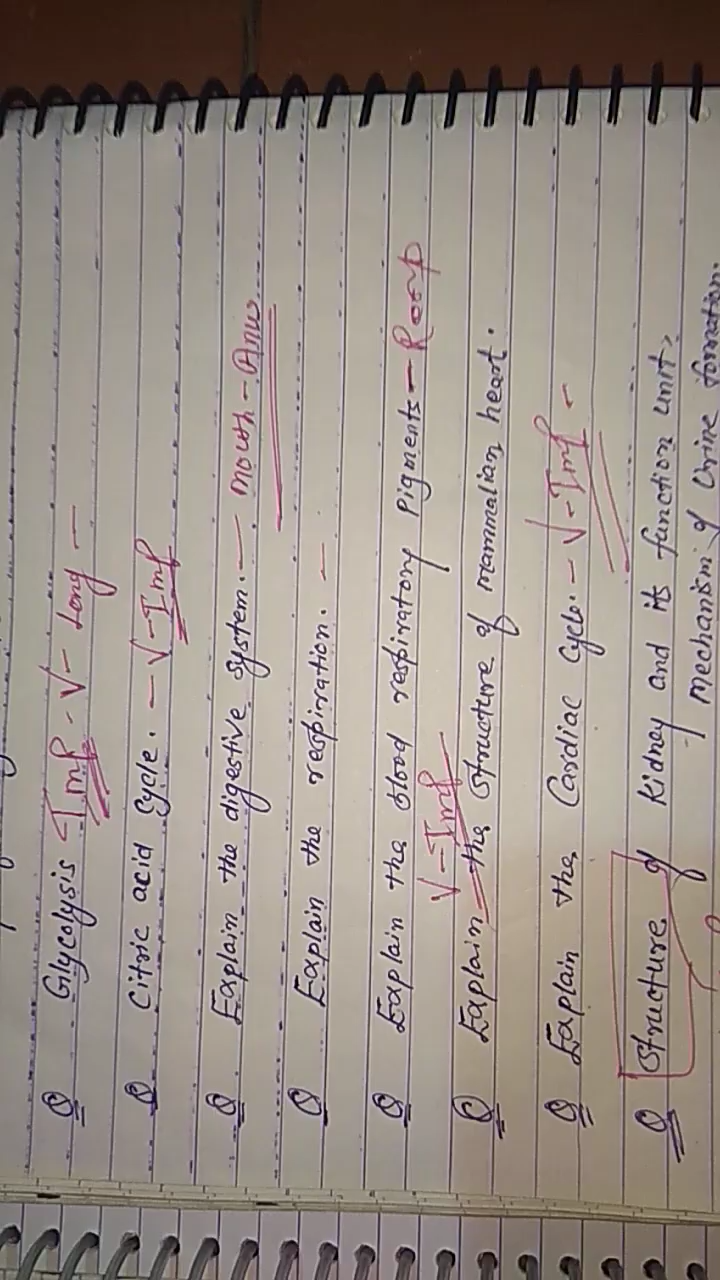 Q Glycolysis Imp - V - Long -
Q Citric acid Cycle. - V-Imp
Q. Explain the digestive System. - Mouth - Anus
Q Explain the respiration. -
Q Explain the blood respiratory Pigments -
V-Imp
Q Explain the Structure of mammalian heart.
Q Explain the Cardiac Cycle. - V-Imp -
Q Structure of Kidney and its function unit,
mechanism of Urine formation.